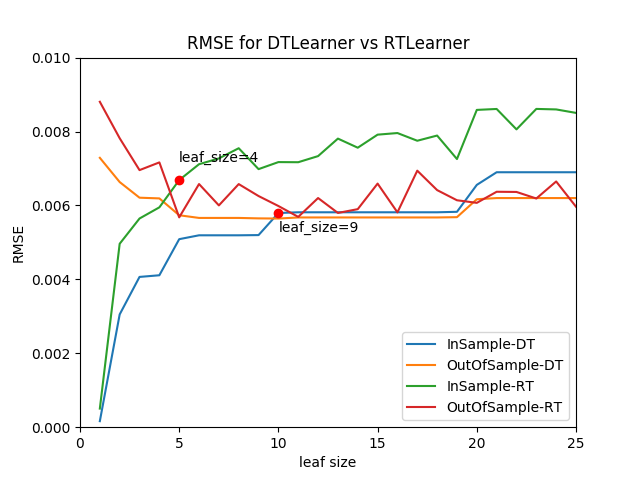 RMSE for DTLearner vs RTLearner
0.010
0.008
0.006
0.004
0.002
0.000
RMSE
leaf_size=4
leaf_size=9
InSample-DT
OutOfSample-DT
InSample-RT
OutOfSample-RT
0 5 10 15 20 25
leaf size